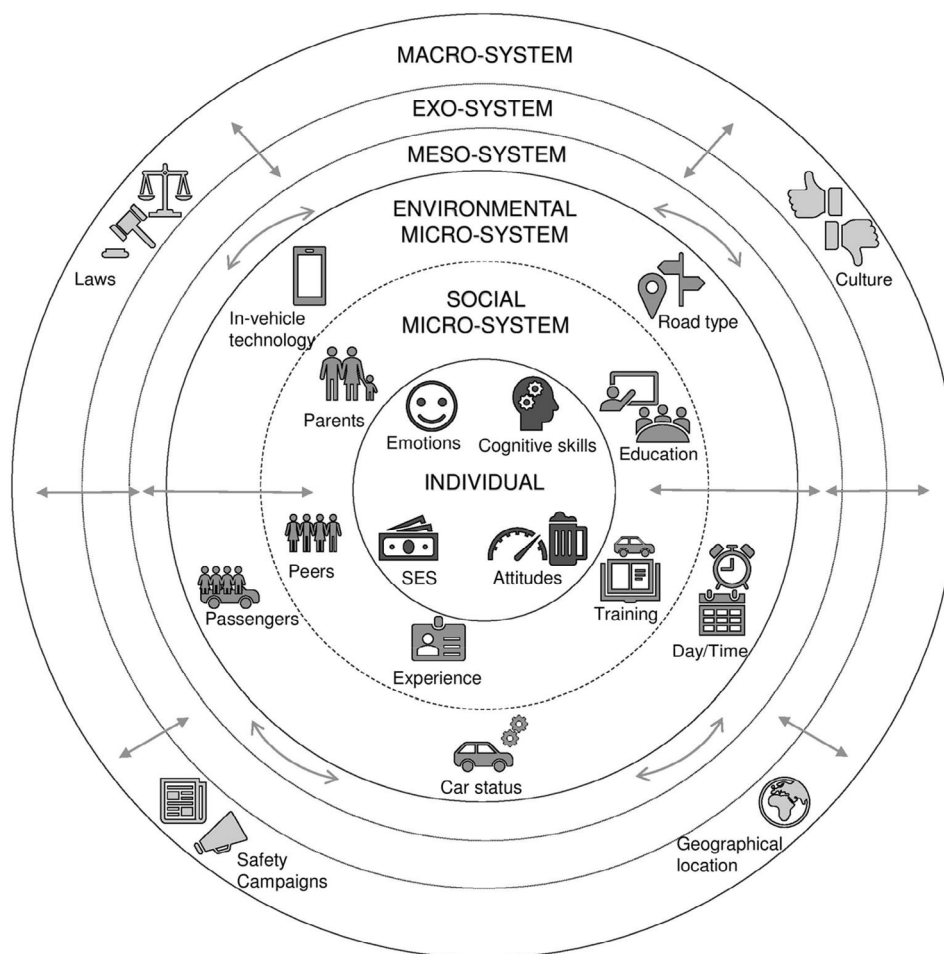 MACRO-SYSTEM
EXO-SYSTEM
MESO-SYSTEM
ENVIRONMENTAL
MICRO-SYSTEM
SOCIAL
MICRO-SYSTEM
Laws
Culture
In-vehicle
technology
Road type
Parents
Emotions
Cognitive skills
Education
INDIVIDUAL
Peers
SES
Attitudes
Passengers
Training
Day/Time
Experience
Car status
Safety
Campaigns
Geographical
location